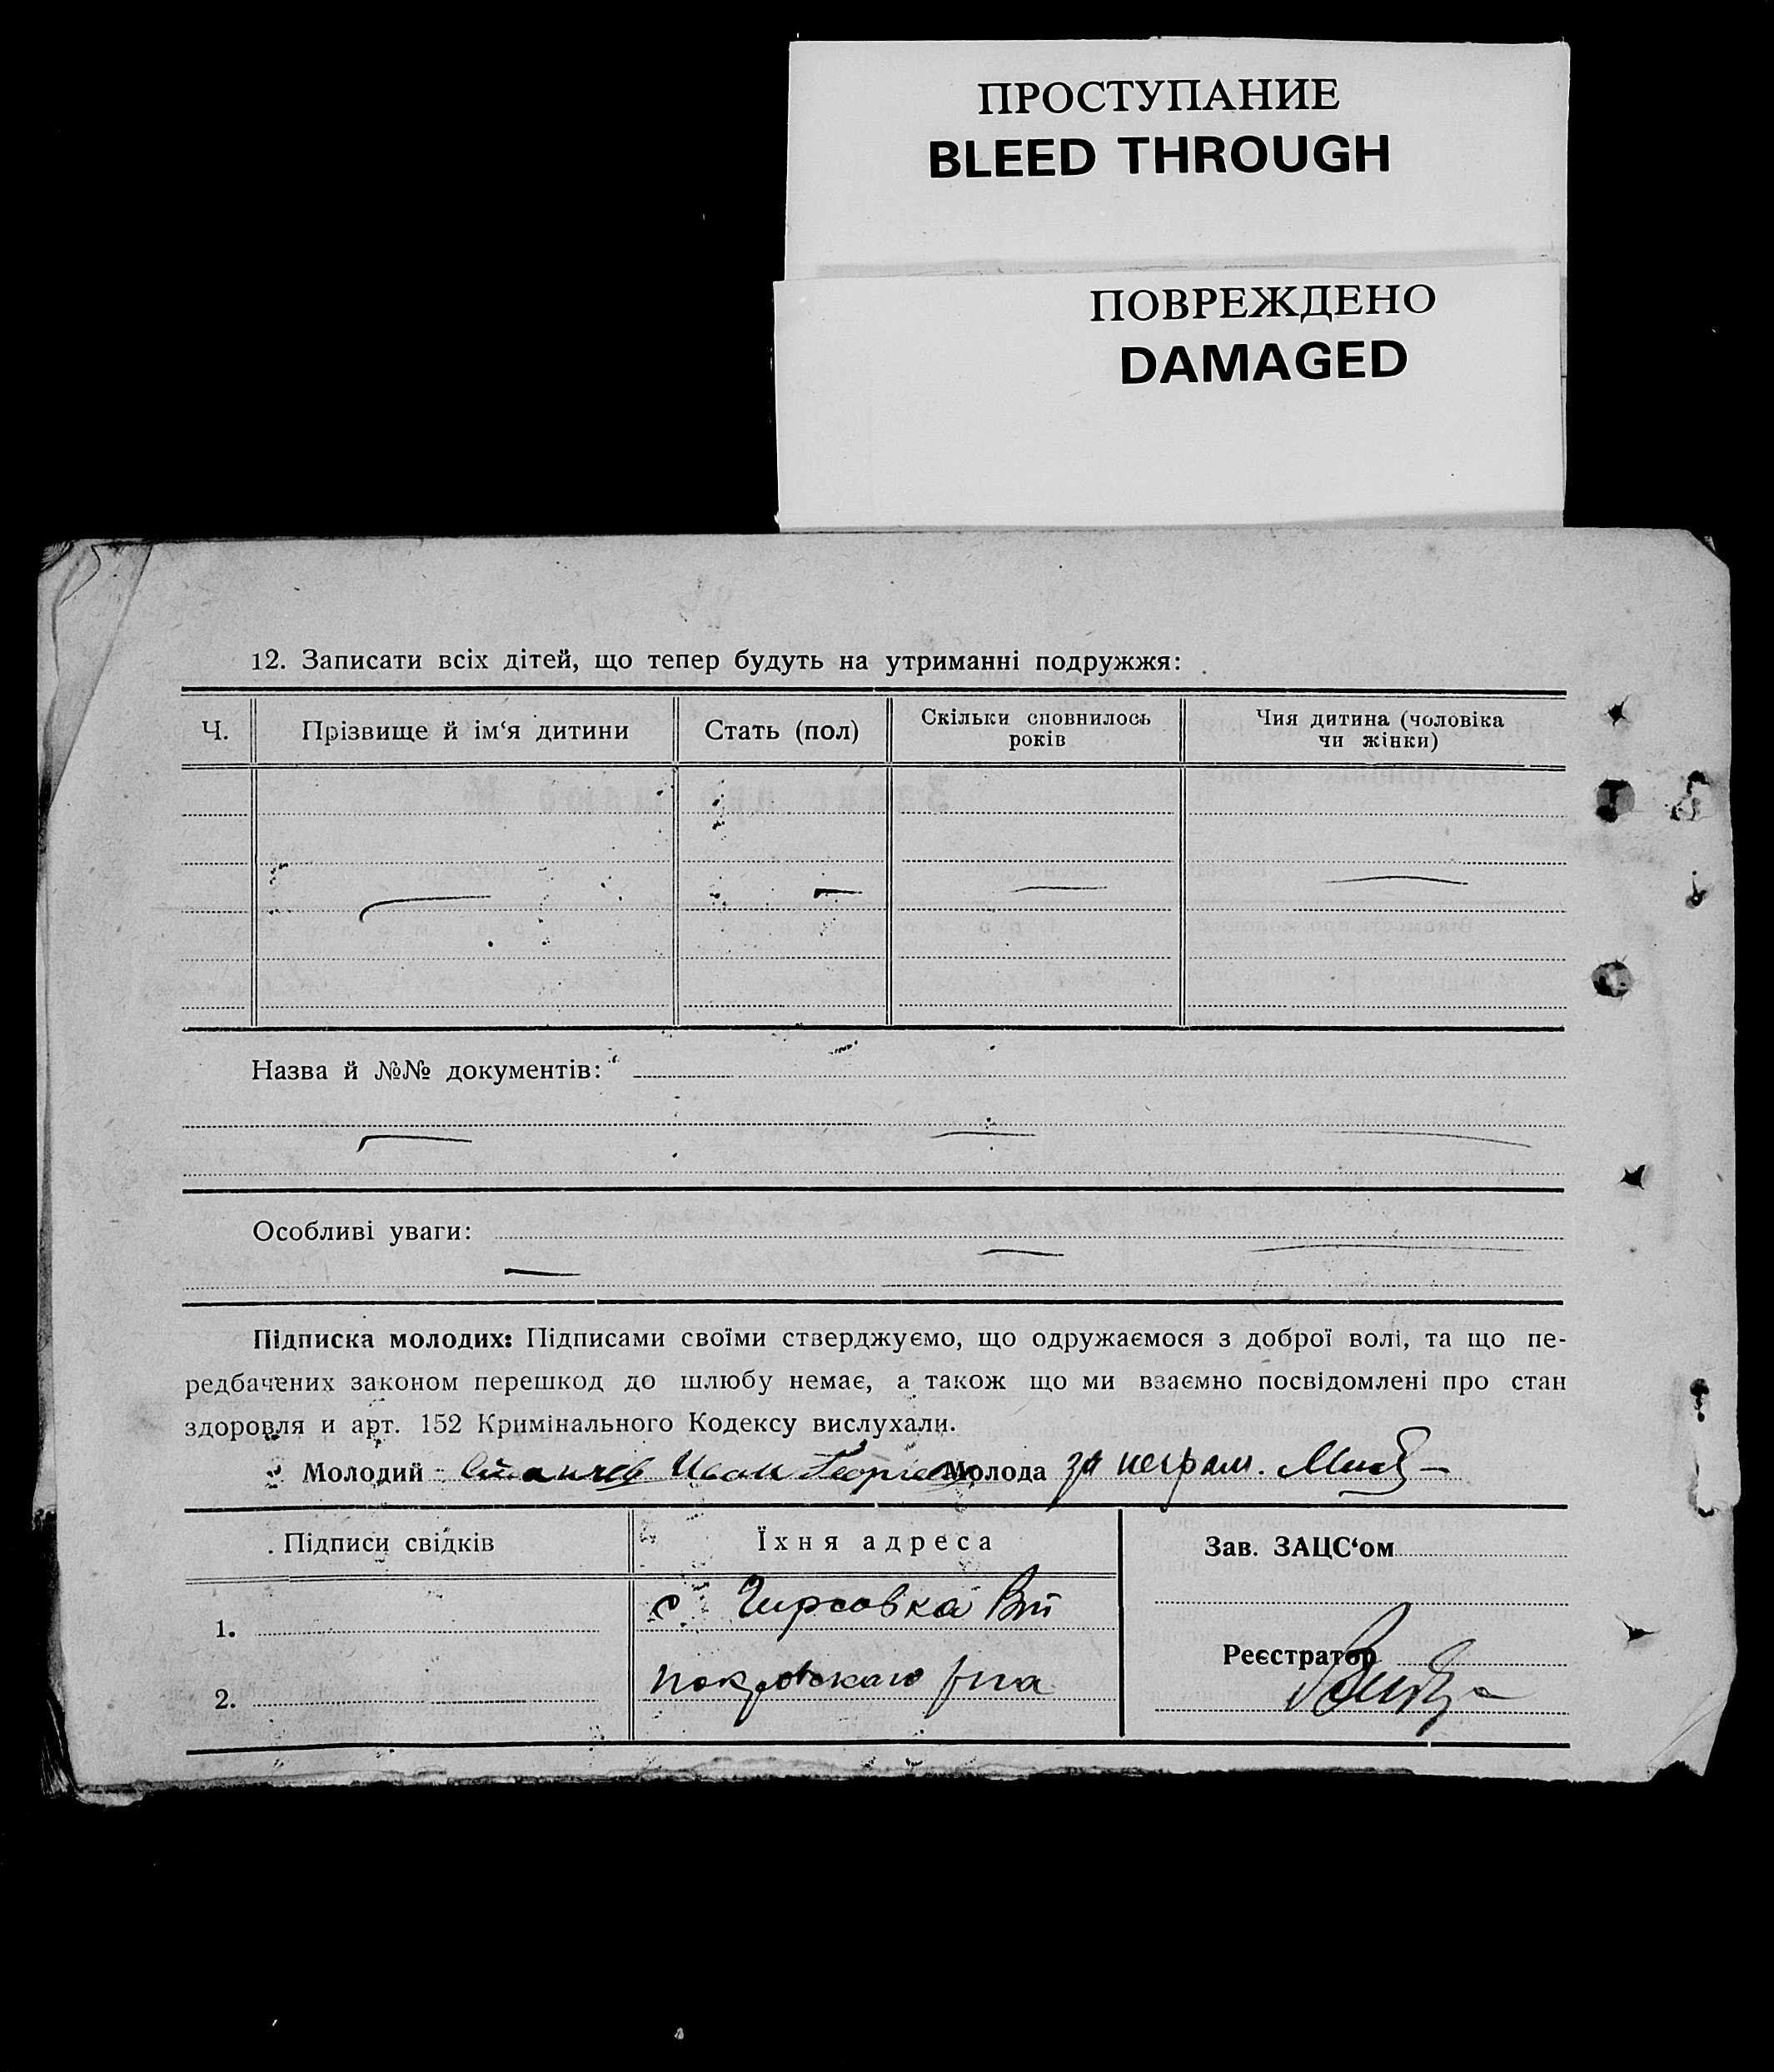 ПРОСТУПАНИЕ
BLEED THROUGH
ПОВРЕЖДЕНО
DAMAGED
12. Записати всіх дітей, що тепер будуть на утриманні подружжя:
Ч. Прізвище й ім‘я дитини Стать (пол) Скільки сповнилось років Чия дитина (чоловіка чи жінки)
Назва й №№ документів:
Особливі уваги:
Підписка молодих: Підписами своїми стверджуємо, що одружаємося з доброї волі, та що пе-
редбачених законом перешкод до шлюбу немає, а також що ми взаємно посвідомлені про стан
здоровля и арт. 152 Кримінального Кодексу вислухали.
Молодий Иван Молода за неграм.
Підписи свідків Їхня адреса Зав. ЗАЦС‘ом
1. с.
Реєстратор
2.